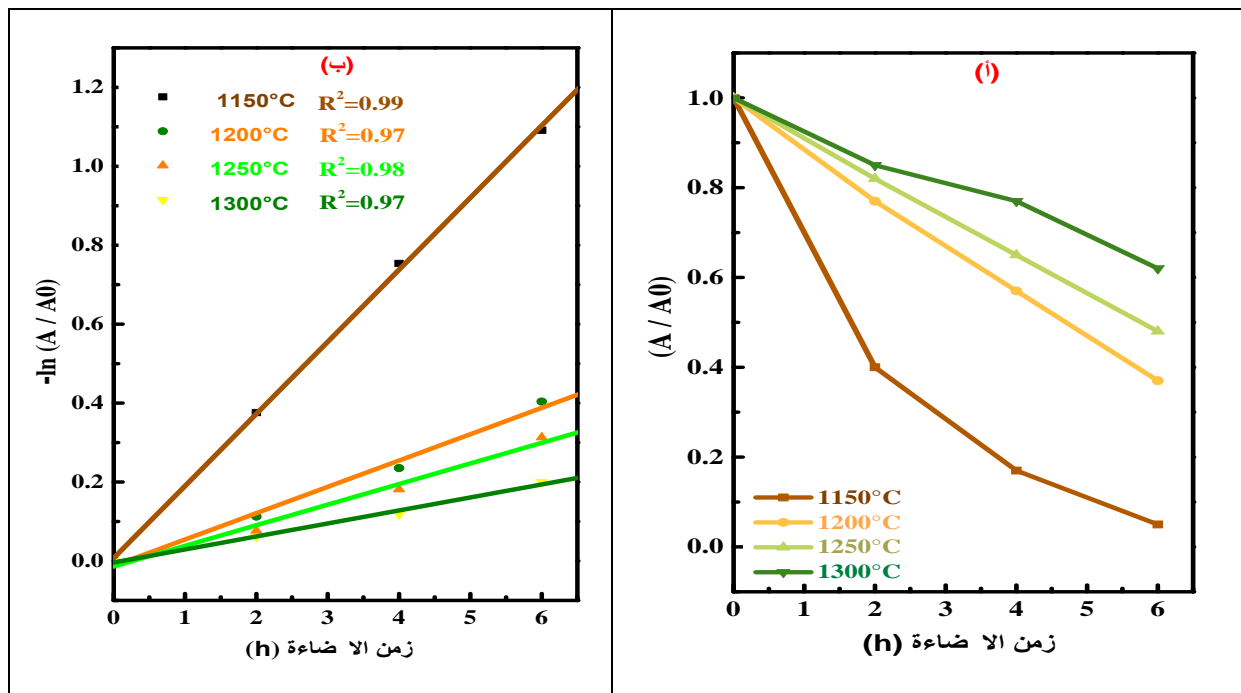 (أ)
(A / A0)
1.0
0.8
0.6
0.4
0.2
0.0
1150°C
1200°C
1250°C
1300°C
0 1 2 3 4 5 6
زمن الا ضاءة (h)
(ب)
-ln (A / A0)
1.2
1.0
0.8
0.6
0.4
0.2
0.0
1150°C R²=0.99
1200°C R²=0.97
1250°C R²=0.98
1300°C R²=0.97
0 1 2 3 4 5 6
زمن الا ضاءة (h)